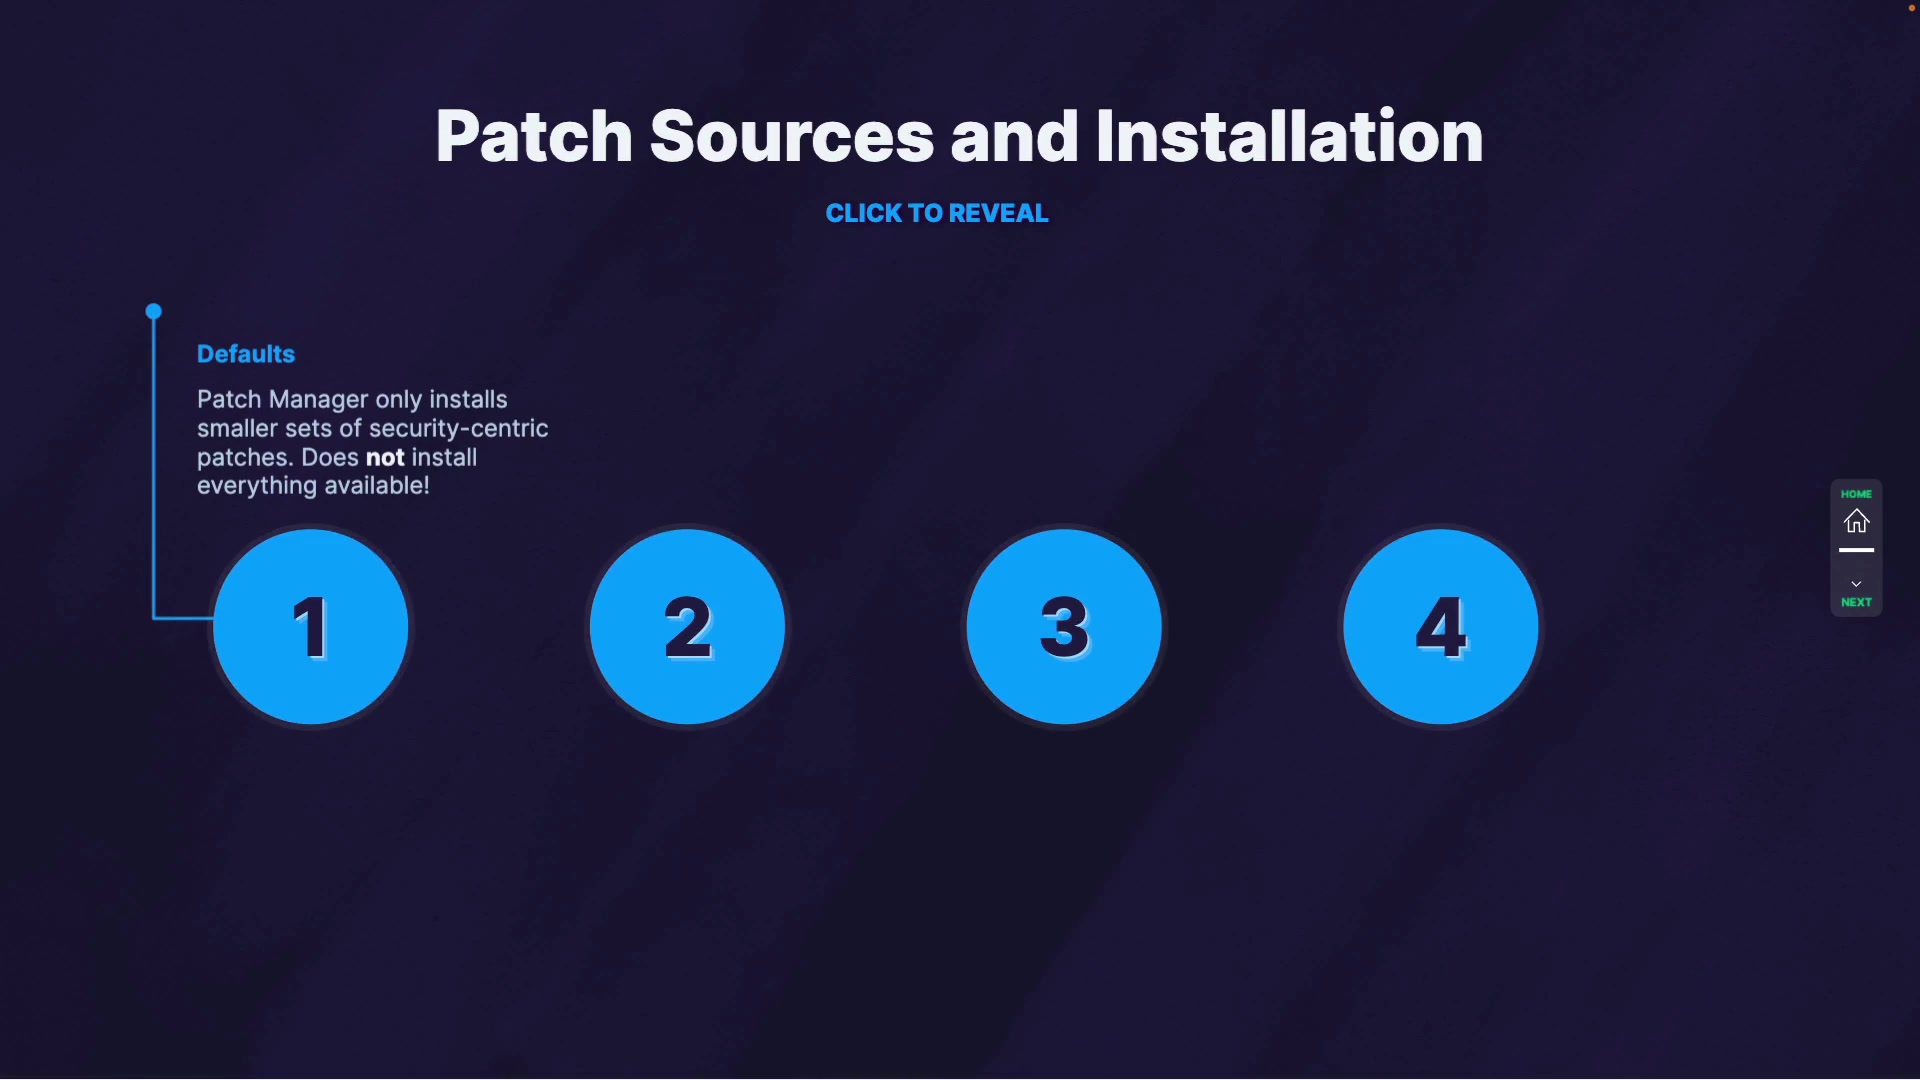 Patch Sources and Installation
CLICK TO REVEAL
Defaults
Patch Manager only installs
smaller sets of security-centric
patches. Does not install
everything available!
1
2
3
4
HOME
NEXT